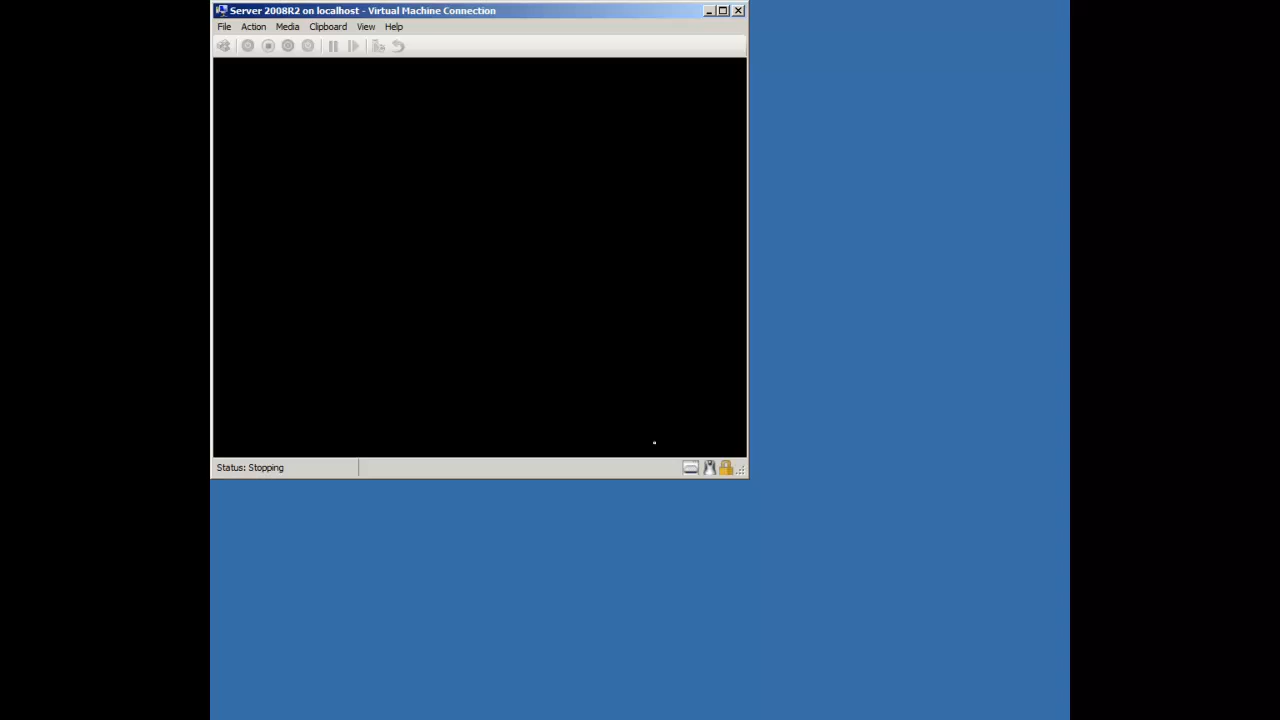 Server 2008R2 on localhost - Virtual Machine Connection
File Action Media Clipboard View Help
Status: Stopping